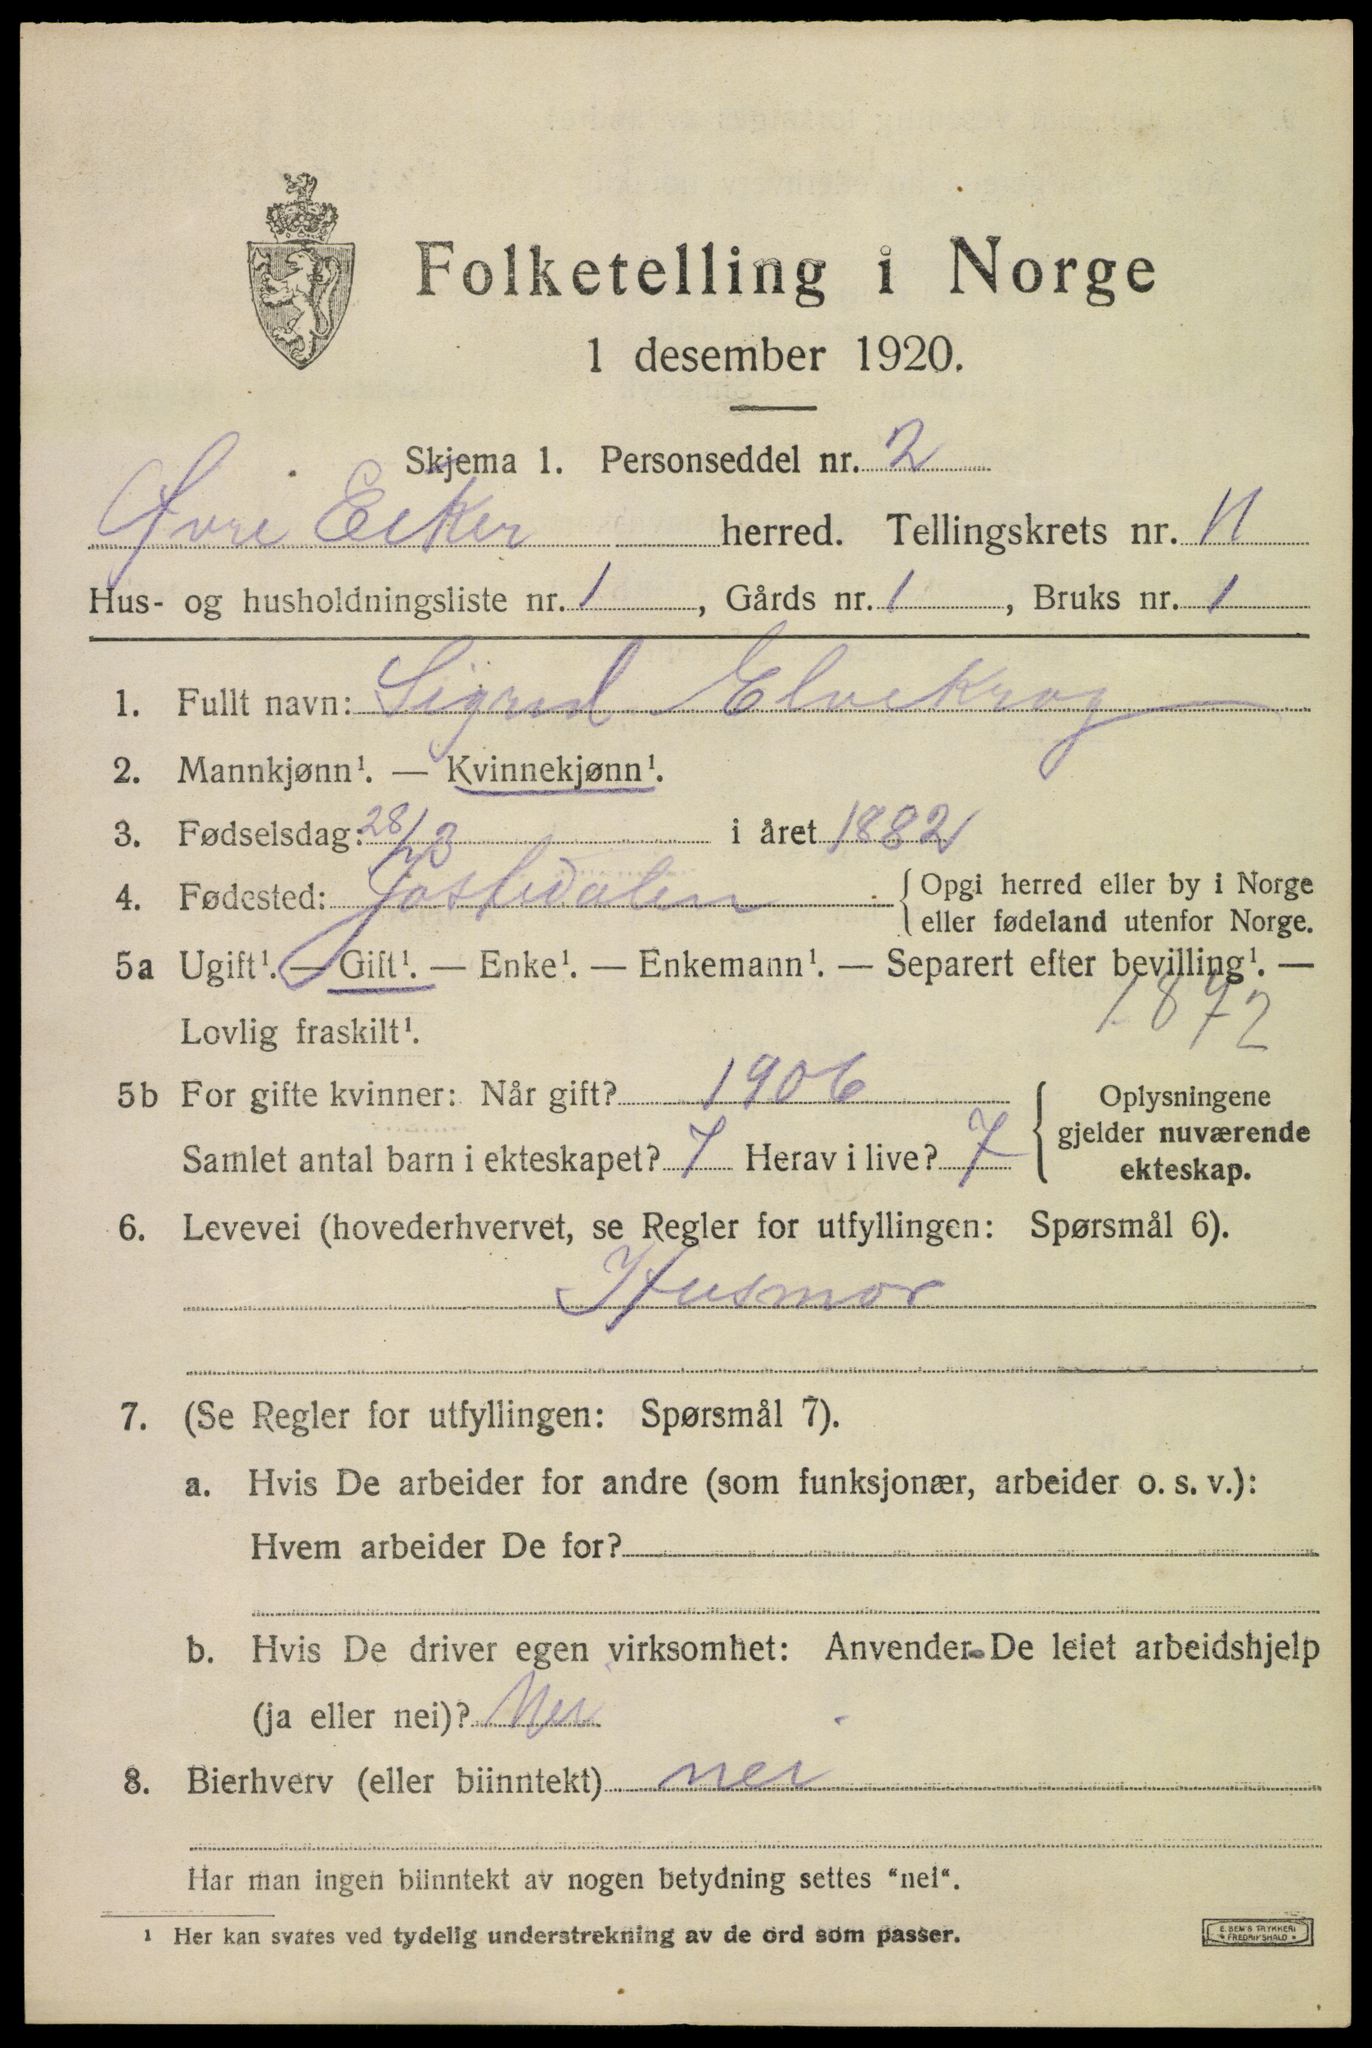 Folketelling i Norge
1 desember 1920.
Skjema 1. Personseddel nr. 2
Øvre Eiker herred. Tellingskrets nr. 11
Hus- og husholdningsliste nr. 1, Gårds nr. 1, Bruks nr. 1
1. Fullt navn: Sigrid Elvekrog
2. Mannkjønn¹. — Kvinnekjønn¹.
3. Fødselsdag: 28/3 i året 1882
4. Fødested: Jostedalen { Opgi herred eller by i Norge
eller fødeland utenfor Norge.
5a Ugift¹. — Gift¹. — Enke¹. — Enkemann¹. — Separert efter bevilling¹. —
1872
Lovlig fraskilt¹.
5b For gifte kvinner: Når gift? 1906
Samlet antal barn i ekteskapet? 7 Herav i live? 7
{ Oplysningene
gjelder nuværende
ekteskap.
6. Levevei (hovederhvervet, se Regler for utfyllingen: Spørsmål 6).
Husmor
7. (Se Regler for utfyllingen: Spørsmål 7).
a. Hvis De arbeider for andre (som funksjonær, arbeider o. s. v.):
Hvem arbeider De for?
b. Hvis De driver egen virksomhet: Anvender De leiet arbeidshjelp
(ja eller nei)? Nei
8. Bierhverv (eller biinntekt) nei
Har man ingen biinntekt av nogen betydning settes "nei".
¹ Her kan svares ved tydelig understrekning av de ord som passer.
E. SEM'S TRYKKERI
FREDRIKSHALD